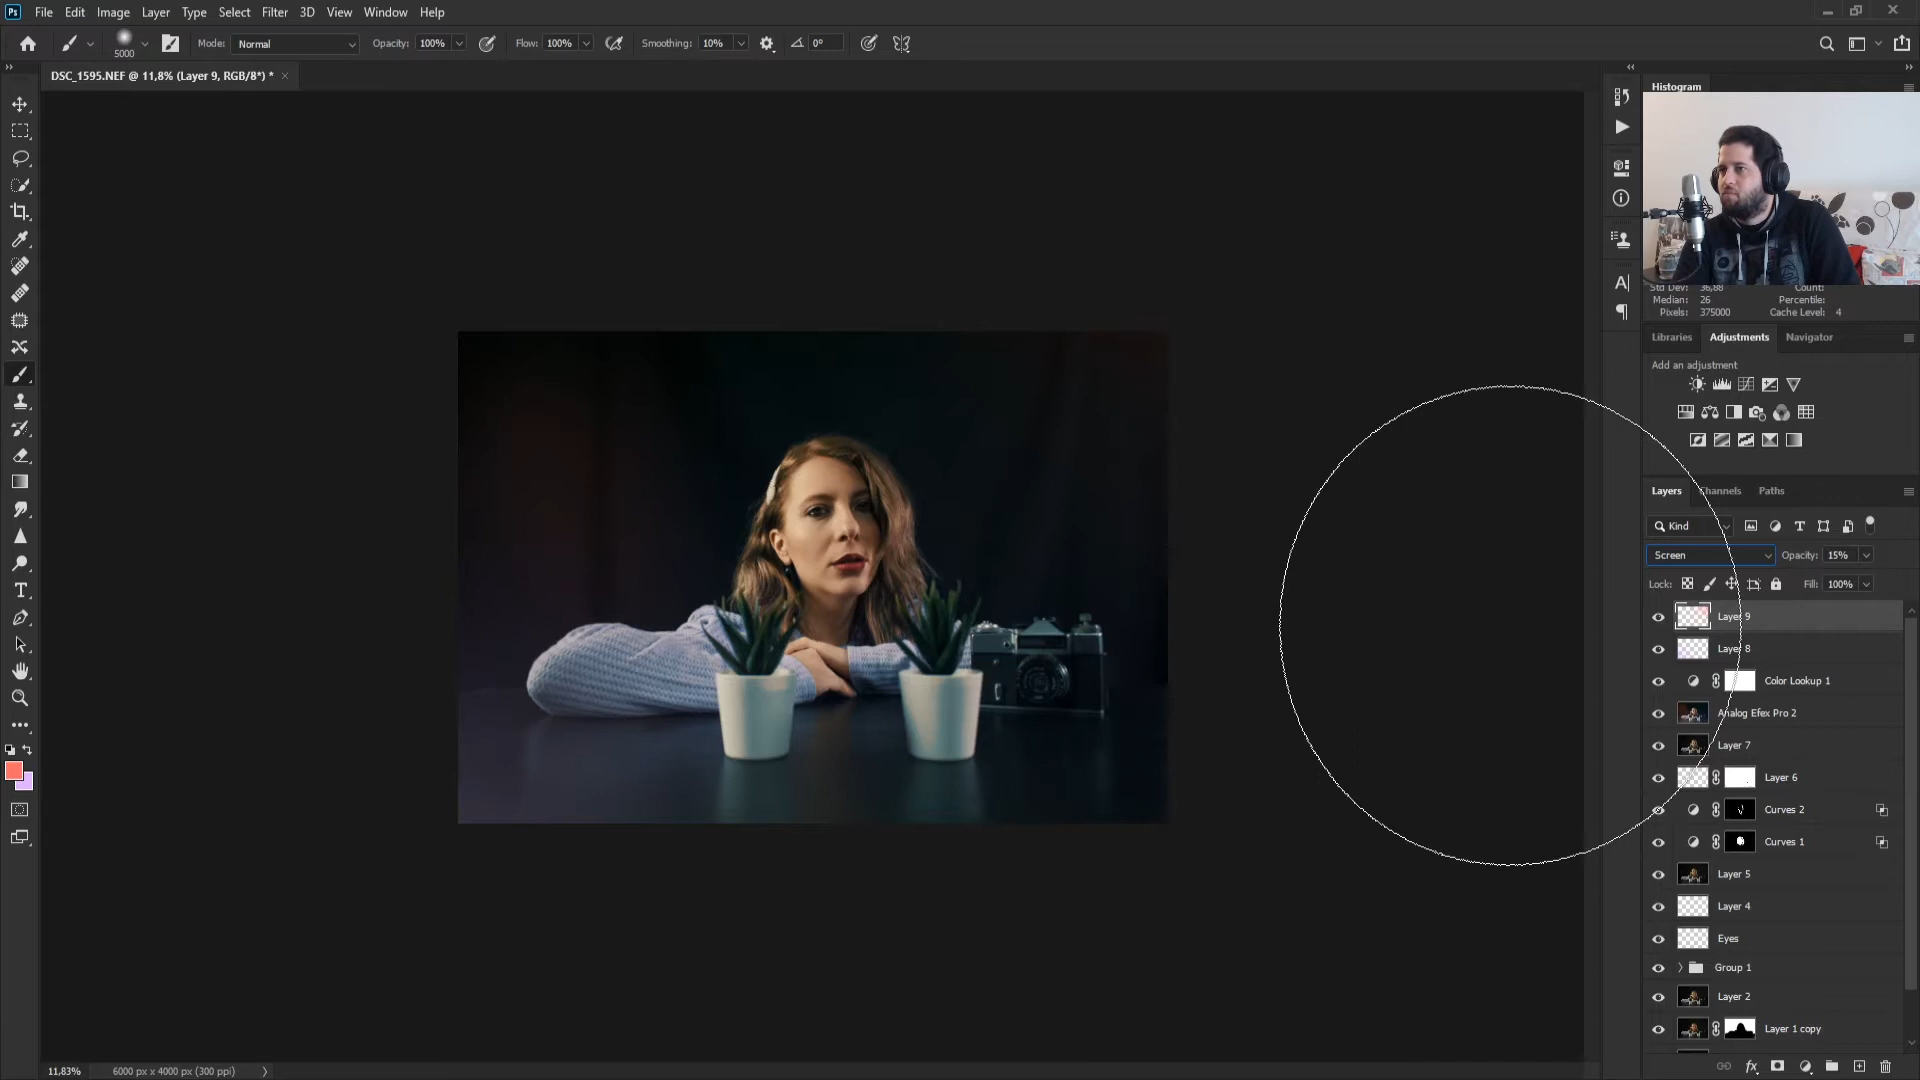 Ps File Edit Image Layer Type Select Filter 3D View Window Help
5000 Mode: Normal Opacity: 100% Flow: 100% Smoothing: 10% 0°
DSC_1595.NEF @ 11,8% (Layer 9, RGB/8*) * ×
Histogram
Std Dev: 36,88 Count:
Median: 26 Percentile:
Pixels: 375000 Cache Level: 4
Libraries Adjustments Navigator
Add an adjustment
Layers Channels Paths
Kind
Screen Opacity: 15%
Lock: Fill: 100%
Layer 9
Layer 8
Color Lookup 1
Analog Efex Pro 2
Layer 7
Layer 6
Curves 2
Curves 1
Layer 5
Layer 4
Eyes
Group 1
Layer 2
Layer 1 copy
11,83% 6000 px x 4000 px (300 ppi)